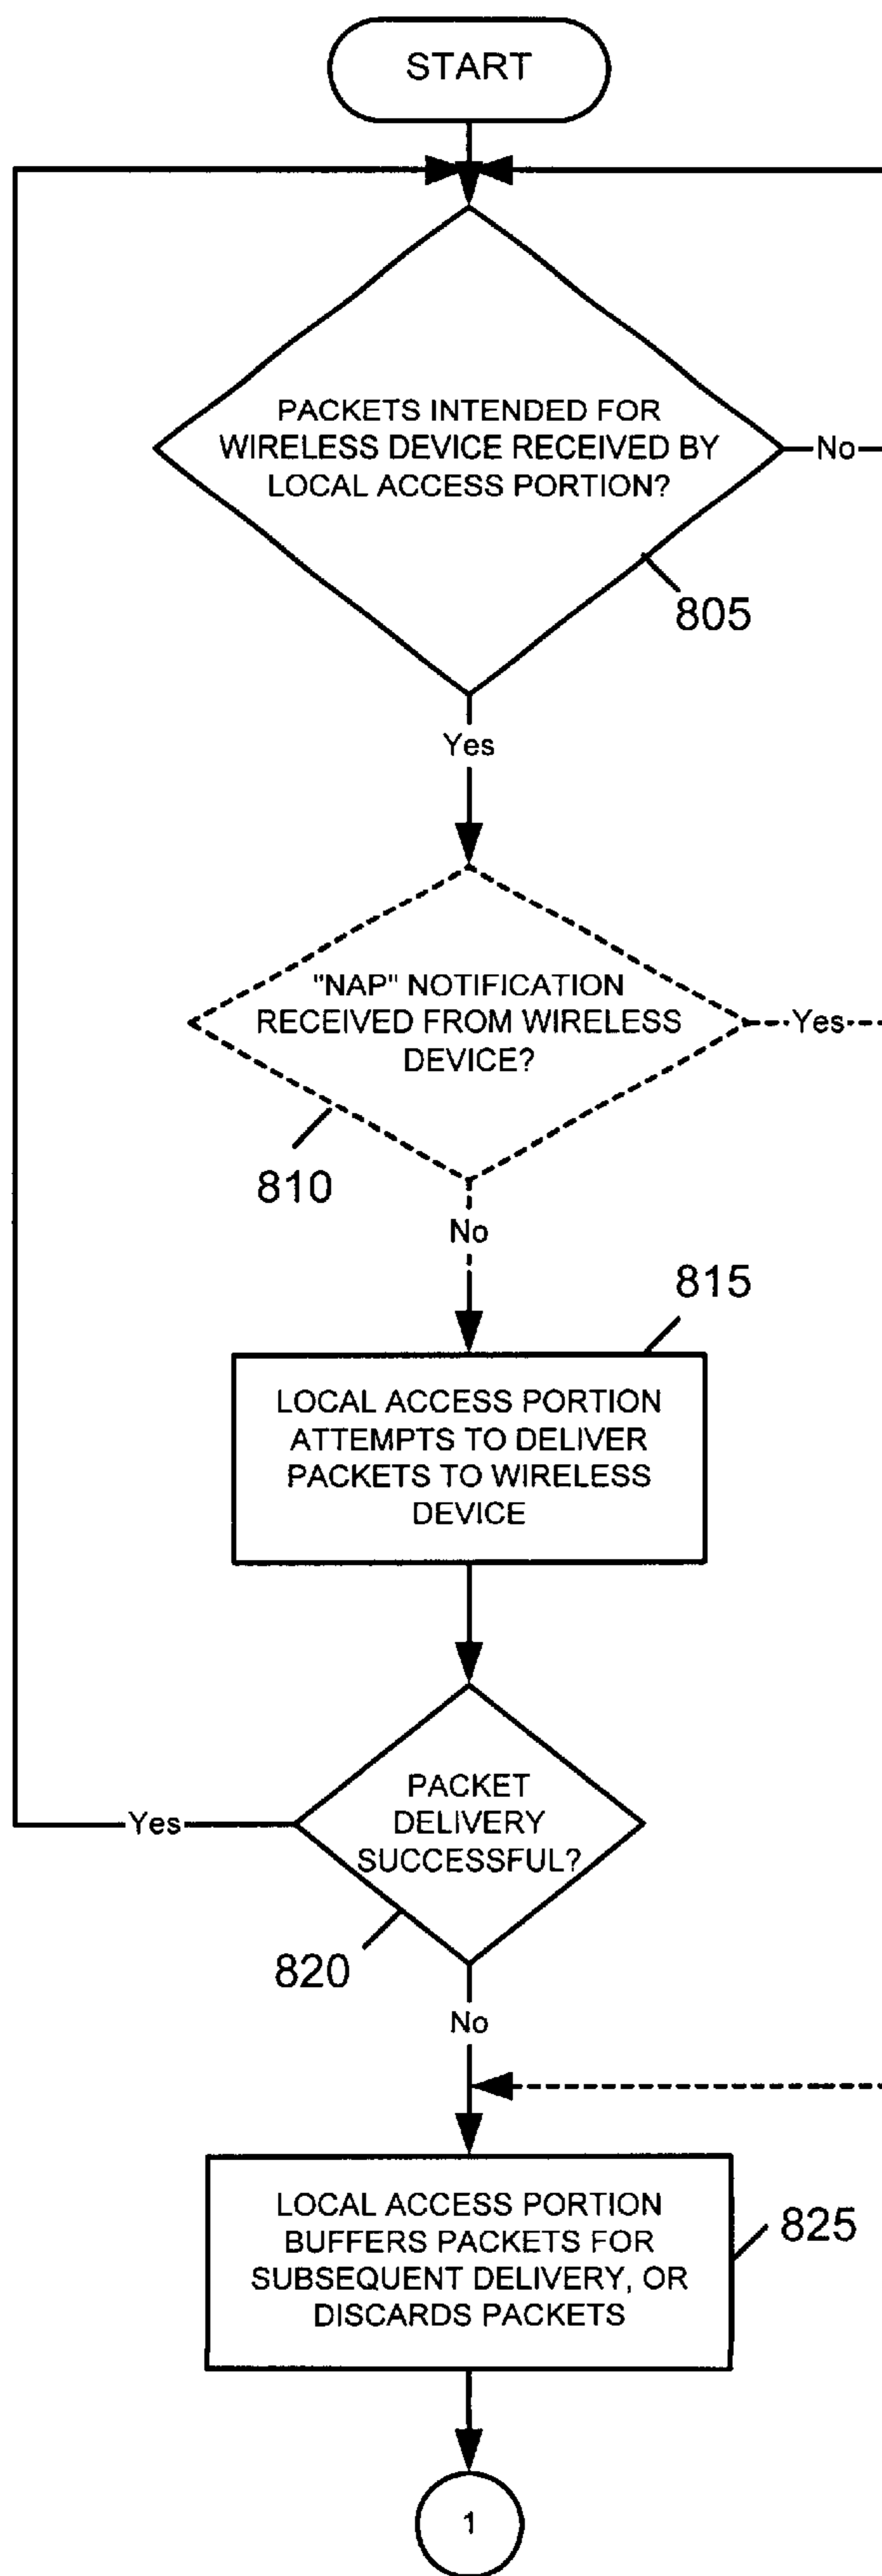 START
PACKETS INTENDED FOR
WIRELESS DEVICE RECEIVED BY
LOCAL ACCESS PORTION?
No
805
Yes
"NAP" NOTIFICATION
RECEIVED FROM WIRELESS
DEVICE?
Yes
810
No
815
LOCAL ACCESS PORTION
ATTEMPTS TO DELIVER
PACKETS TO WIRELESS
DEVICE
PACKET
DELIVERY
SUCCESSFUL?
Yes
820
No
LOCAL ACCESS PORTION
BUFFERS PACKETS FOR
SUBSEQUENT DELIVERY, OR
DISCARDS PACKETS
825
1